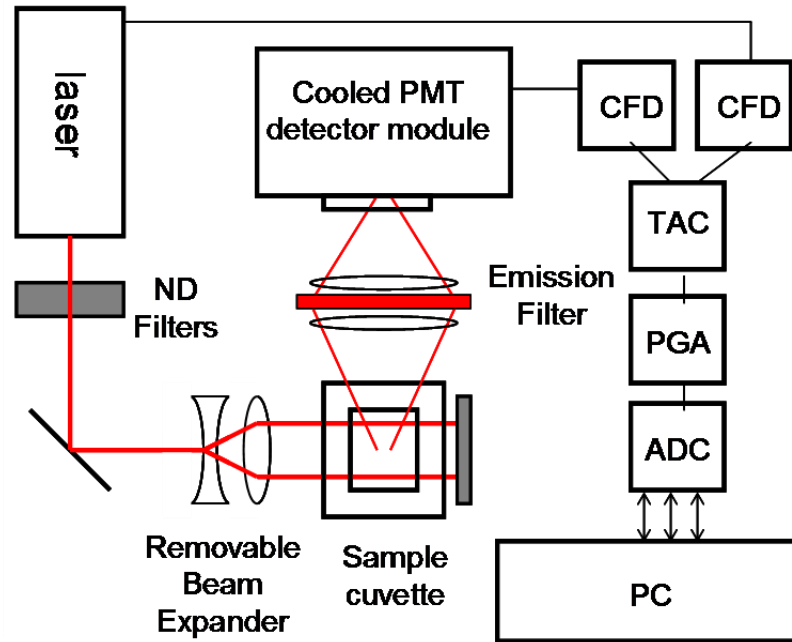 laser
Cooled PMT
detector module
CFD
CFD
TAC
ND
Filters
Emission
Filter
PGA
ADC
Removable
Beam
Expander
Sample
cuvette
PC